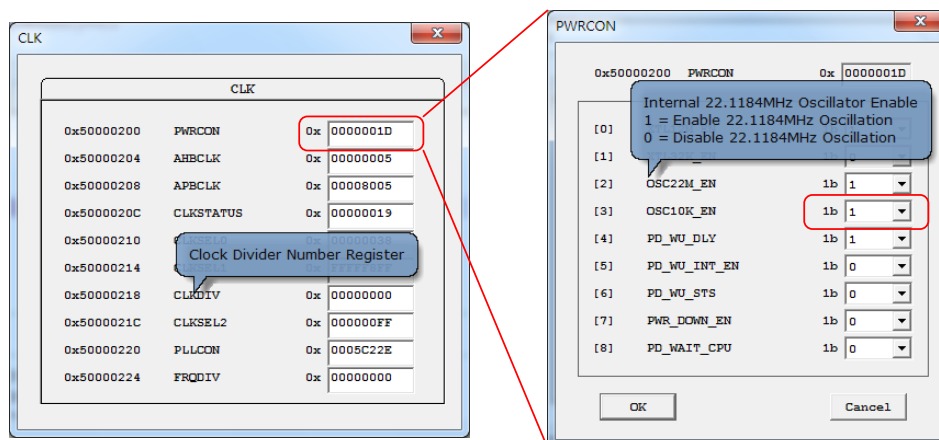 CLK
CLK
0x50000200 PWRCON 0x 0000001D
0x50000204 AHBCLK 0x 00000005
0x50000208 APBCLK 0x 00008005
0x5000020C CLKSTATUS 0x 00000019
0x50000210
Clock Divider Number Register
0x50000214
0x50000218 CLKDIV 0x 00000000
0x5000021C CLKSEL2 0x 000000FF
0x50000220 PLLCON 0x 0005C22E
0x50000224 FRQDIV 0x 00000000
PWRCON
0x50000200 PWRCON 0x 0000001D
Internal 22.1184MHz Oscillator Enable
1 = Enable 22.1184MHz Oscillation
0 = Disable 22.1184MHz Oscillation
[0]
[1]
[2] OSC22M_EN 1b 1
[3] OSC10K_EN 1b 1
[4] PD_WU_DLY 1b 1
[5] PD_WU_INT_EN 1b 0
[6] PD_WU_STS 1b 0
[7] PWR_DOWN_EN 1b 0
[8] PD_WAIT_CPU 1b 0
OK Cancel